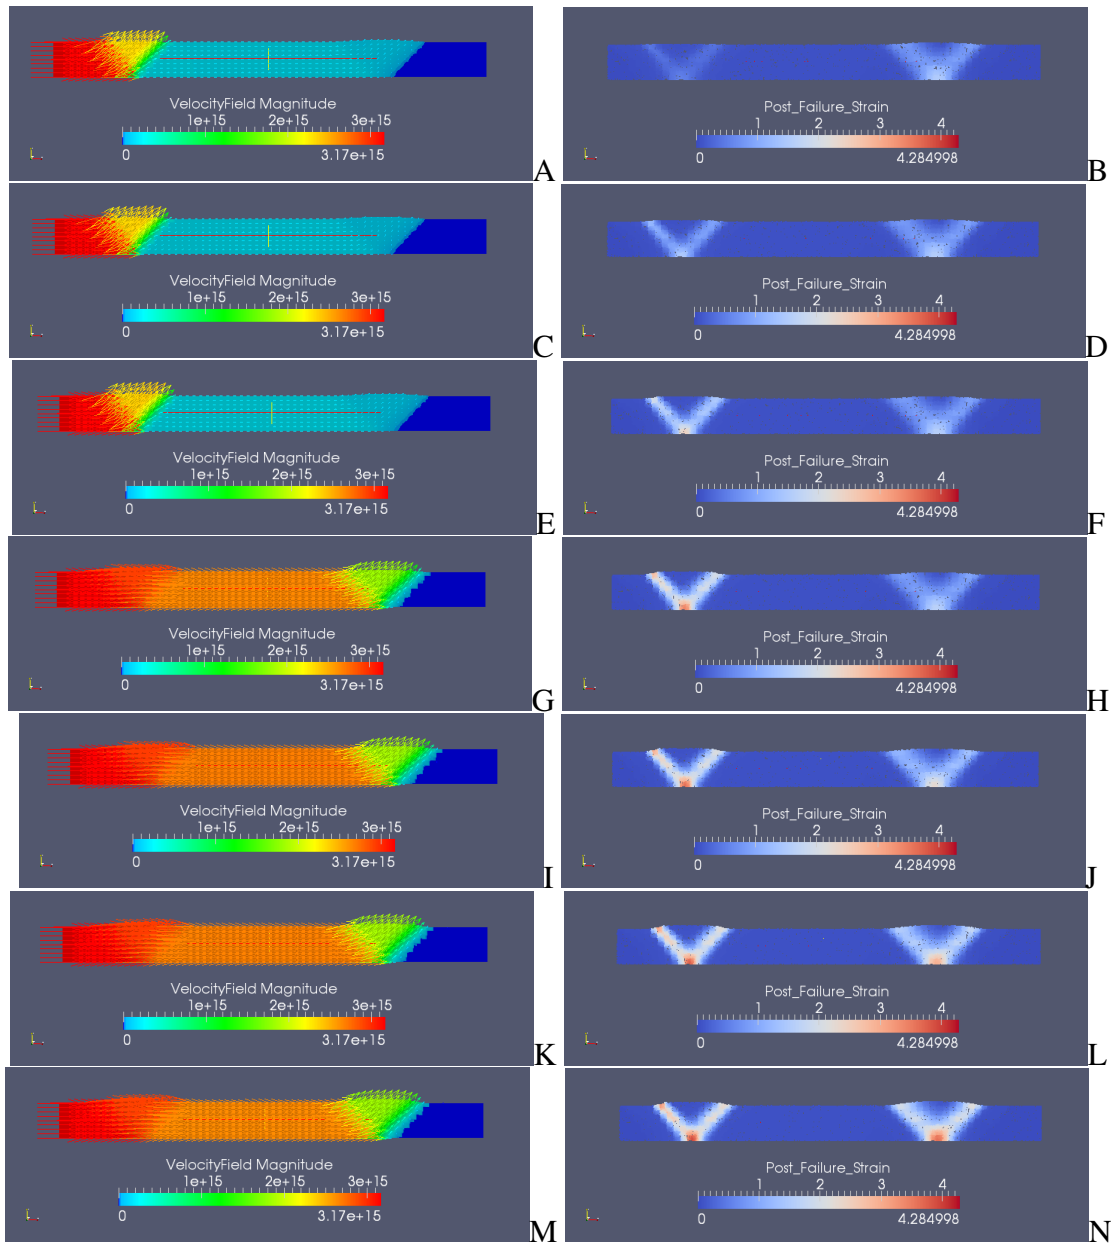 VelocityField Magnitude
1e+15 2e+15 3e+15
0 3.17e+15
A
Post_Failure_Strain
1 2 3 4
0 4.284998
B
VelocityField Magnitude
1e+15 2e+15 3e+15
0 3.17e+15
C
Post_Failure_Strain
1 2 3 4
0 4.284998
D
VelocityField Magnitude
1e+15 2e+15 3e+15
0 3.17e+15
E
Post_Failure_Strain
1 2 3 4
0 4.284998
F
VelocityField Magnitude
1e+15 2e+15 3e+15
0 3.17e+15
G
Post_Failure_Strain
1 2 3 4
0 4.284998
H
VelocityField Magnitude
1e+15 2e+15 3e+15
0 3.17e+15
I
Post_Failure_Strain
1 2 3 4
0 4.284998
J
VelocityField Magnitude
1e+15 2e+15 3e+15
0 3.17e+15
K
Post_Failure_Strain
1 2 3 4
0 4.284998
L
VelocityField Magnitude
1e+15 2e+15 3e+15
0 3.17e+15
M
Post_Failure_Strain
1 2 3 4
0 4.284998
N